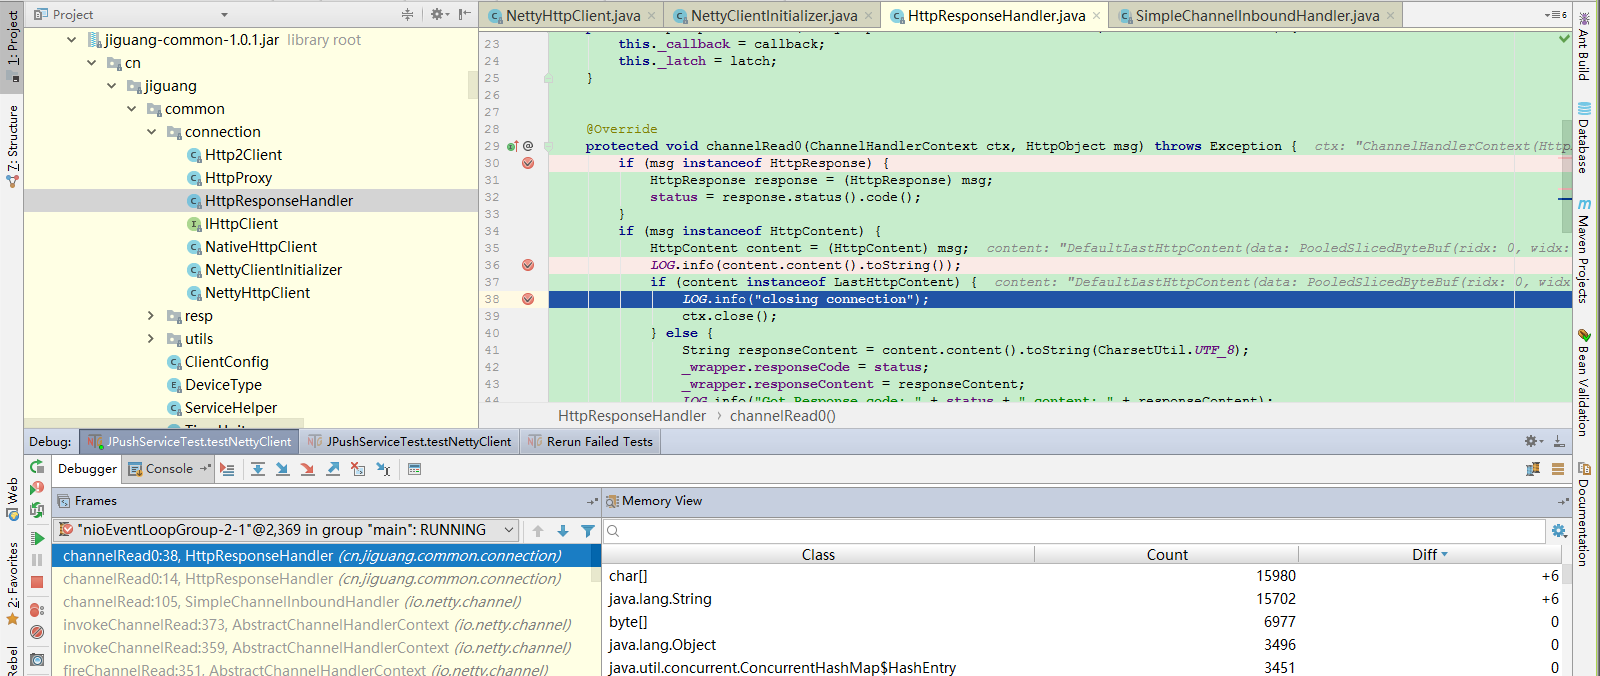 Project
NettyHttpClient.java
NettyClientInitializer.java
HttpResponseHandler.java
SimpleChannelInboundHandler.java
6
1: Project
7: Structure
Web
2: Favorites
Rebel
jiguang-common-1.0.1.jar library root
cn
jiguang
common
connection
Http2Client
HttpProxy
HttpResponseHandler
IHttpClient
NativeHttpClient
NettyClientInitializer
NettyHttpClient
resp
utils
ClientConfig
DeviceType
ServiceHelper
23 this._callback = callback;
24 this._latch = latch;
25 }
26
27
28 @Override
29 protected void channelRead0(ChannelHandlerContext ctx, HttpObject msg) throws Exception { ctx: "ChannelHandlerContext(Http
30 if (msg instanceof HttpResponse) {
31 HttpResponse response = (HttpResponse) msg;
32 status = response.status().code();
33 }
34 if (msg instanceof HttpContent) {
35 HttpContent content = (HttpContent) msg; content: "DefaultLastHttpContent(data: PooledSlicedByteBuf(ridx: 0, widx:
36 LOG.info(content.content().toString());
37 if (content instanceof LastHttpContent) { content: "DefaultLastHttpContent(data: PooledSlicedByteBuf(ridx: 0, widx
38 LOG.info("closing connection");
39 ctx.close();
40 } else {
41 String responseContent = content.content().toString(CharsetUtil.UTF_8);
42 _wrapper.responseCode = status;
43 _wrapper.responseContent = responseContent;
44 LOG.info("Got Response code: " + status + " content: " + responseContent);
HttpResponseHandler › channelRead0()
Ant Build
Database
Maven Projects
Bean Validation
Documentation
Debug: JPushServiceTest.testNettyClient JPushServiceTest.testNettyClient Rerun Failed Tests
Debugger Console
Frames
"nioEventLoopGroup-2-1"@2,369 in group "main": RUNNING
channelRead0:38, HttpResponseHandler (cn.jiguang.common.connection)
channelRead0:14, HttpResponseHandler (cn.jiguang.common.connection)
channelRead:105, SimpleChannelInboundHandler (io.netty.channel)
invokeChannelRead:373, AbstractChannelHandlerContext (io.netty.channel)
invokeChannelRead:359, AbstractChannelHandlerContext (io.netty.channel)
fireChannelRead:351, AbstractChannelHandlerContext (io.netty.channel)
Memory View
Class Count Diff
char[] 15980 +6
java.lang.String 15702 +6
byte[] 6977 0
java.lang.Object 3496 0
java.util.concurrent.ConcurrentHashMap$HashEntry 3451 0